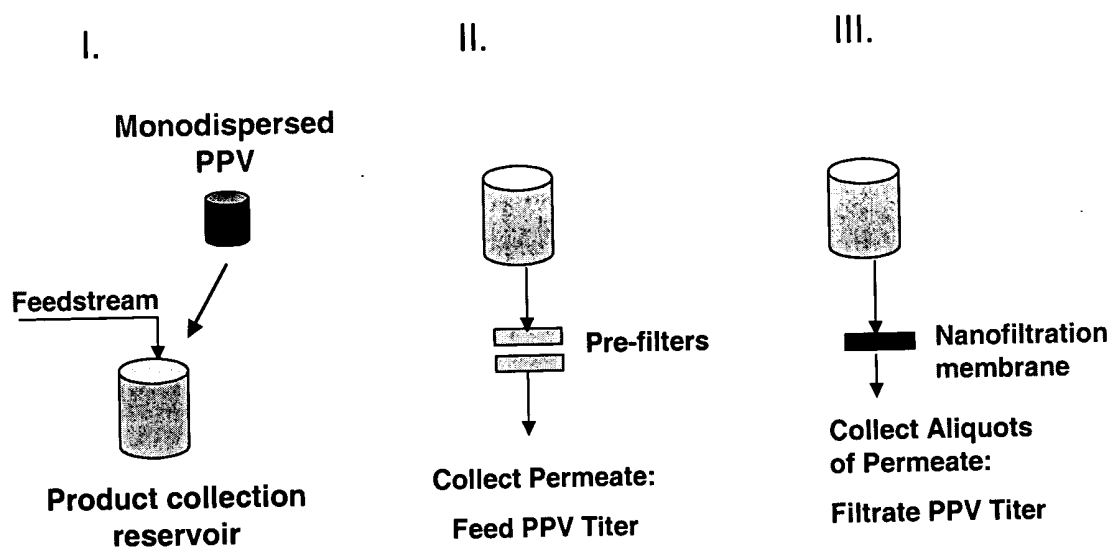 I.
Monodispersed
PPV
Feedstream
Product collection
reservoir
II.
Pre-filters
Collect Permeate:
Feed PPV Titer
III.
Nanofiltration
membrane
Collect Aliquots
of Permeate:
Filtrate PPV Titer